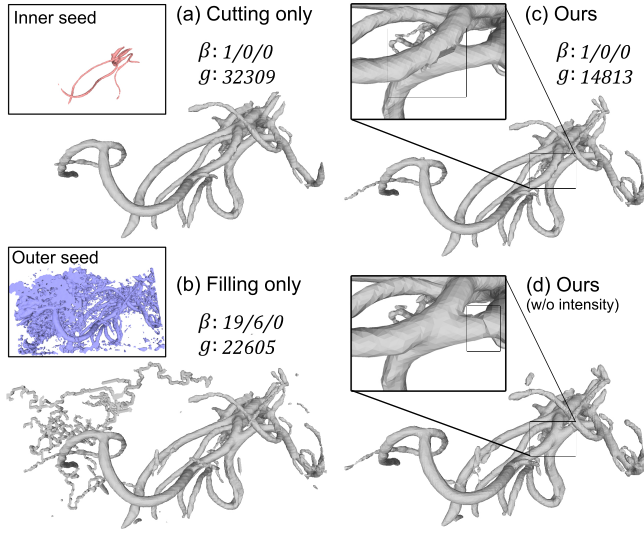 Inner seed
(a) Cutting only
β: 1/0/0
g: 32309
(c) Ours
β: 1/0/0
g: 14813
Outer seed
(b) Filling only
β: 19/6/0
g: 22605
(d) Ours
(w/o intensity)